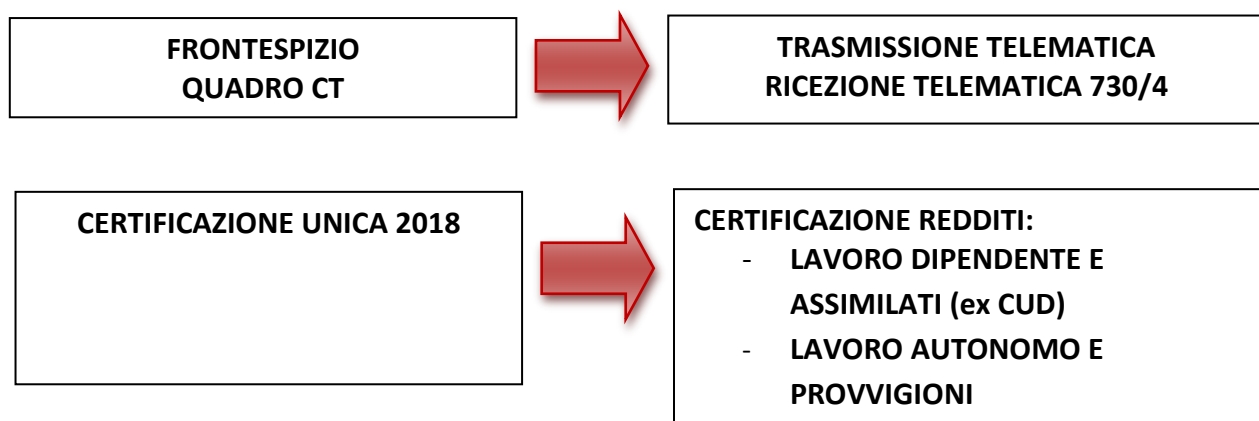 FRONTESPIZIO
QUADRO CT
TRASMISSIONE TELEMATICA
RICEZIONE TELEMATICA 730/4
CERTIFICAZIONE UNICA 2018
CERTIFICAZIONE REDDITI:
- LAVORO DIPENDENTE E
ASSIMILATI (ex CUD)
- LAVORO AUTONOMO E
PROVVIGIONI